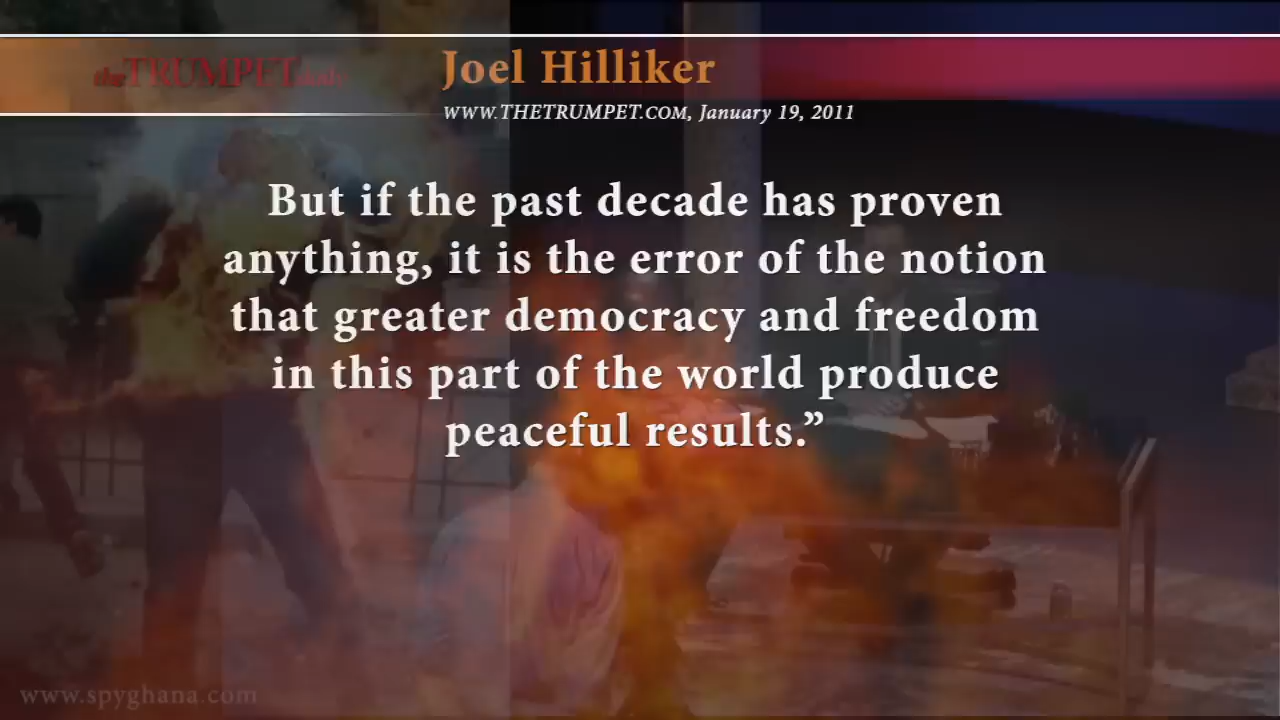 theTRUMPETdaily
Joel Hilliker
WWW.THETRUMPET.COM, January 19, 2011
But if the past decade has proven
anything, it is the error of the notion
that greater democracy and freedom
in this part of the world produce
peaceful results.”
www.spyghana.com